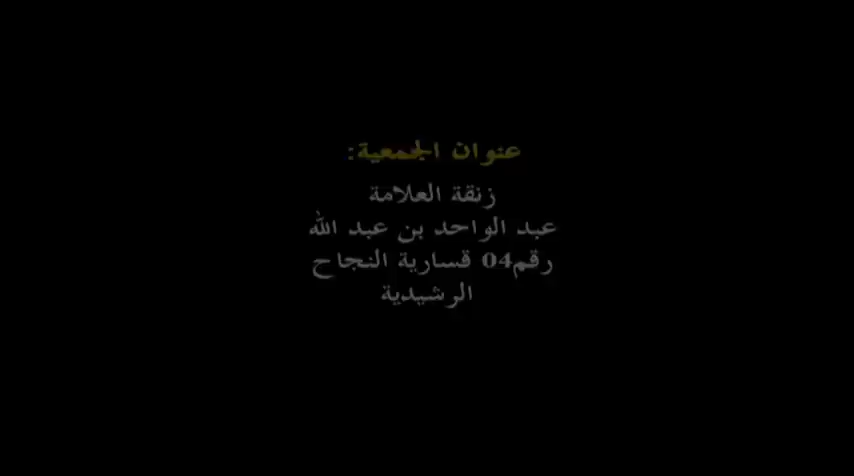 عنوان الجمعية:
زنقة العلامة
عبد الواحد بن عبد الله
رقم04 قسارية النجاح
الرشيدية